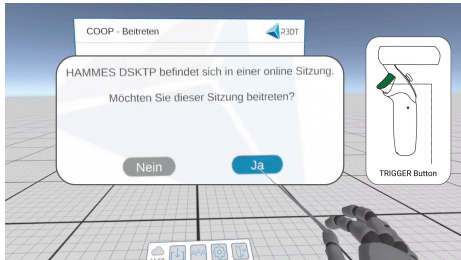 COOP - Beitreten
R3DT
HAMMES DSKTP befindet sich in einer online Sitzung.
Möchten Sie dieser Sitzung beitreten?
Nein
Ja
TRIGGER Button